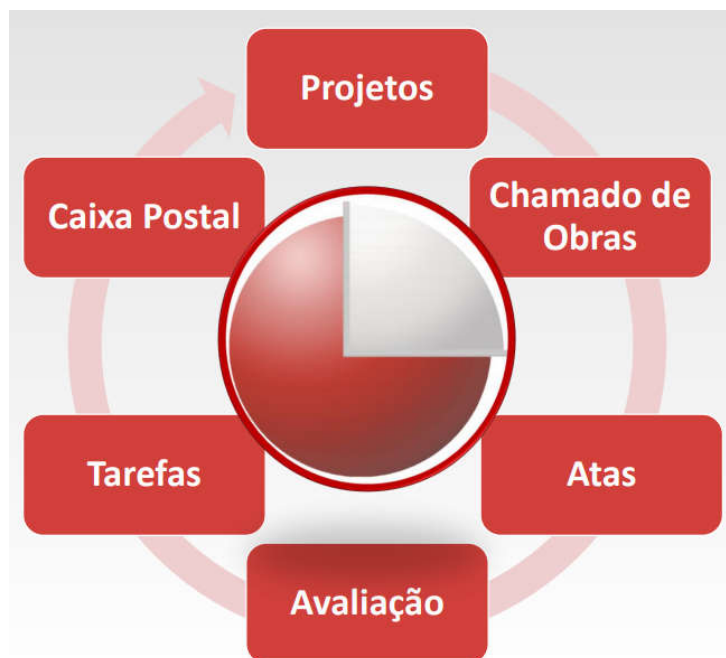 Projetos
Chamado de
Obras
Atas
Avaliação
Tarefas
Caixa Postal